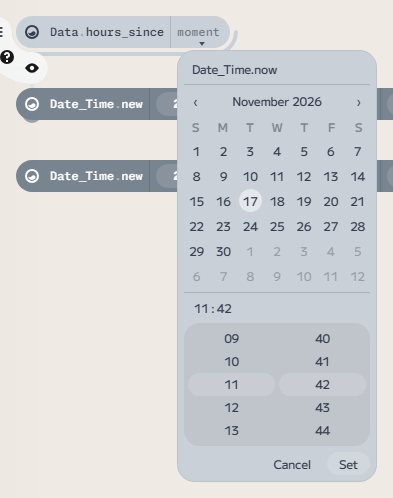 Data.hours_since moment
?
Date_Time.now
‹ November 2026 ›
S M T W T F S
1 2 3 4 5 6 7
8 9 10 11 12 13 14
15 16 17 18 19 20 21
22 23 24 25 26 27 28
29 30 1 2 3 4 5
6 7 8 9 10 11 12
Date_Time.new
Date_Time.new
11:42
09 40
10 41
11 42
12 43
13 44
Cancel Set